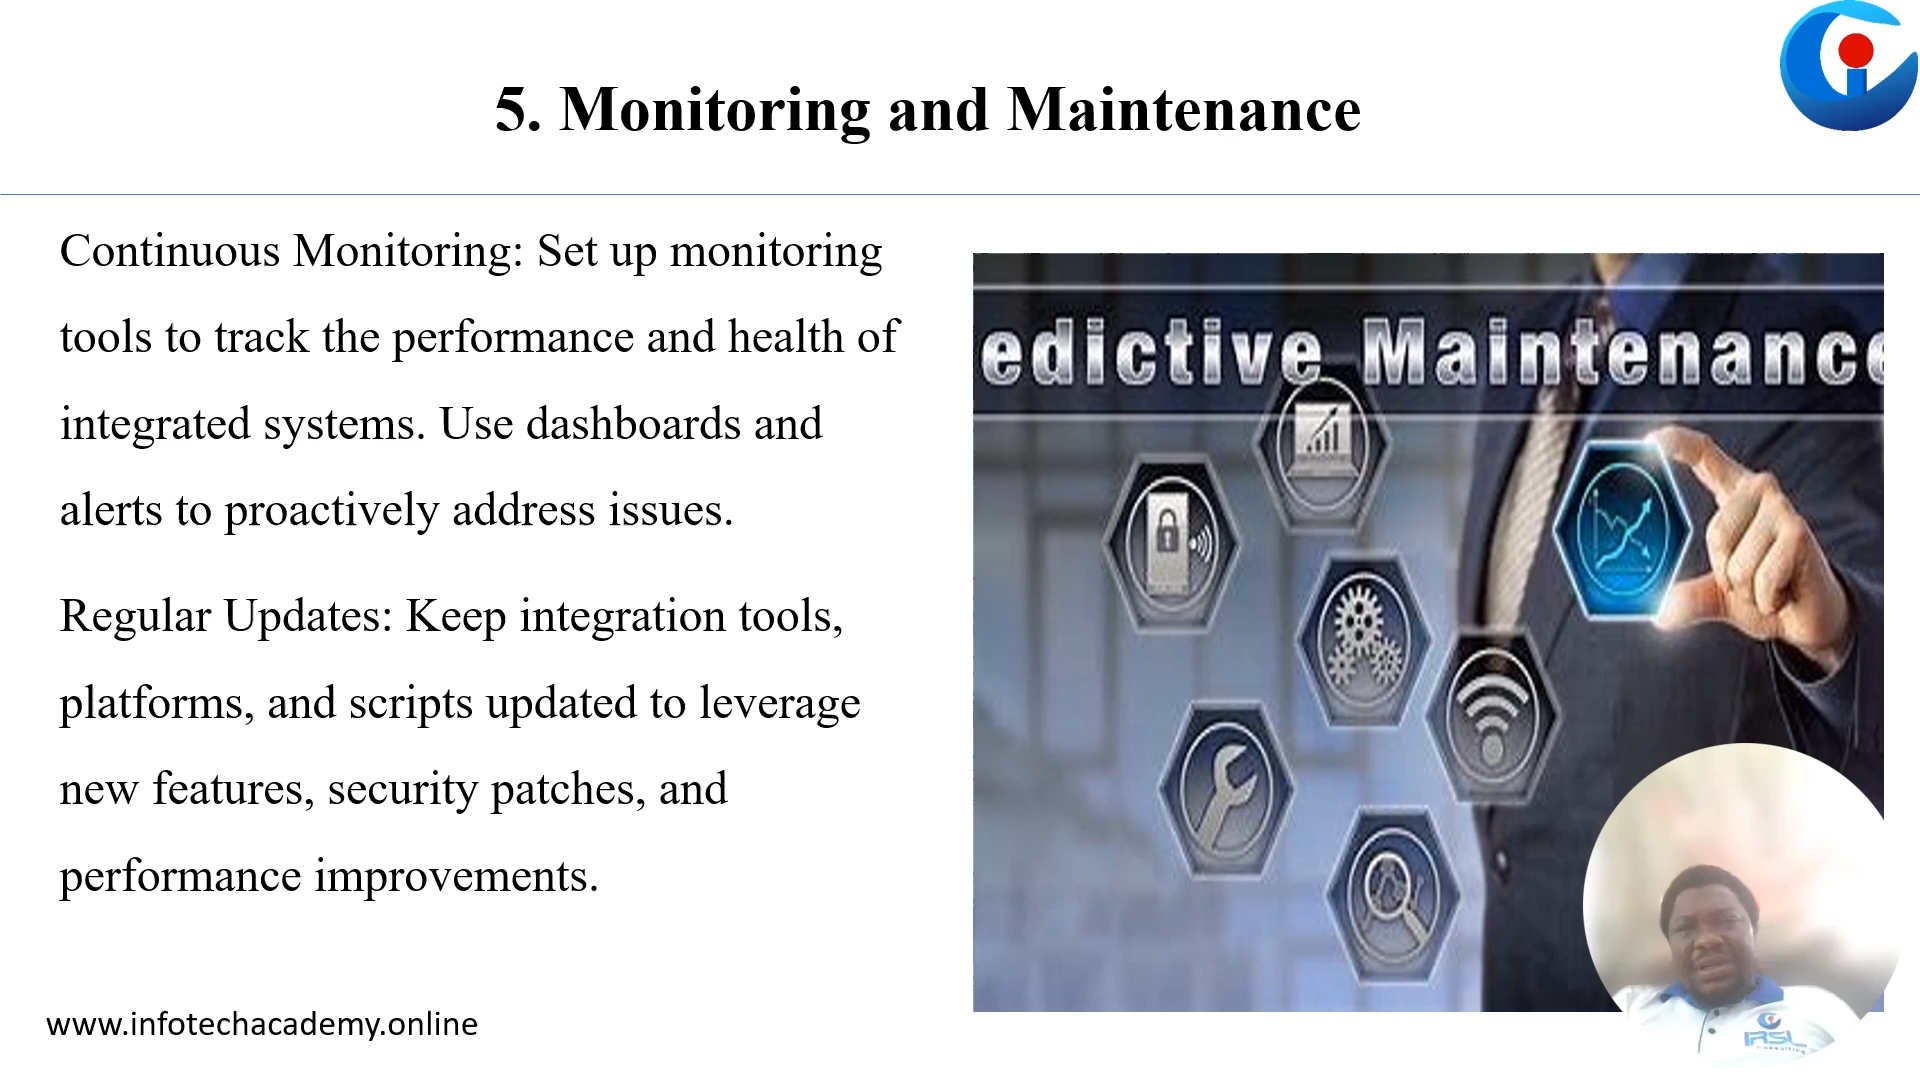 5. Monitoring and Maintenance
Continuous Monitoring: Set up monitoring
tools to track the performance and health of
integrated systems. Use dashboards and
alerts to proactively address issues.
Regular Updates: Keep integration tools,
platforms, and scripts updated to leverage
new features, security patches, and
performance improvements.
edictive Maintenance
IRSL
www.infotechacademy.online